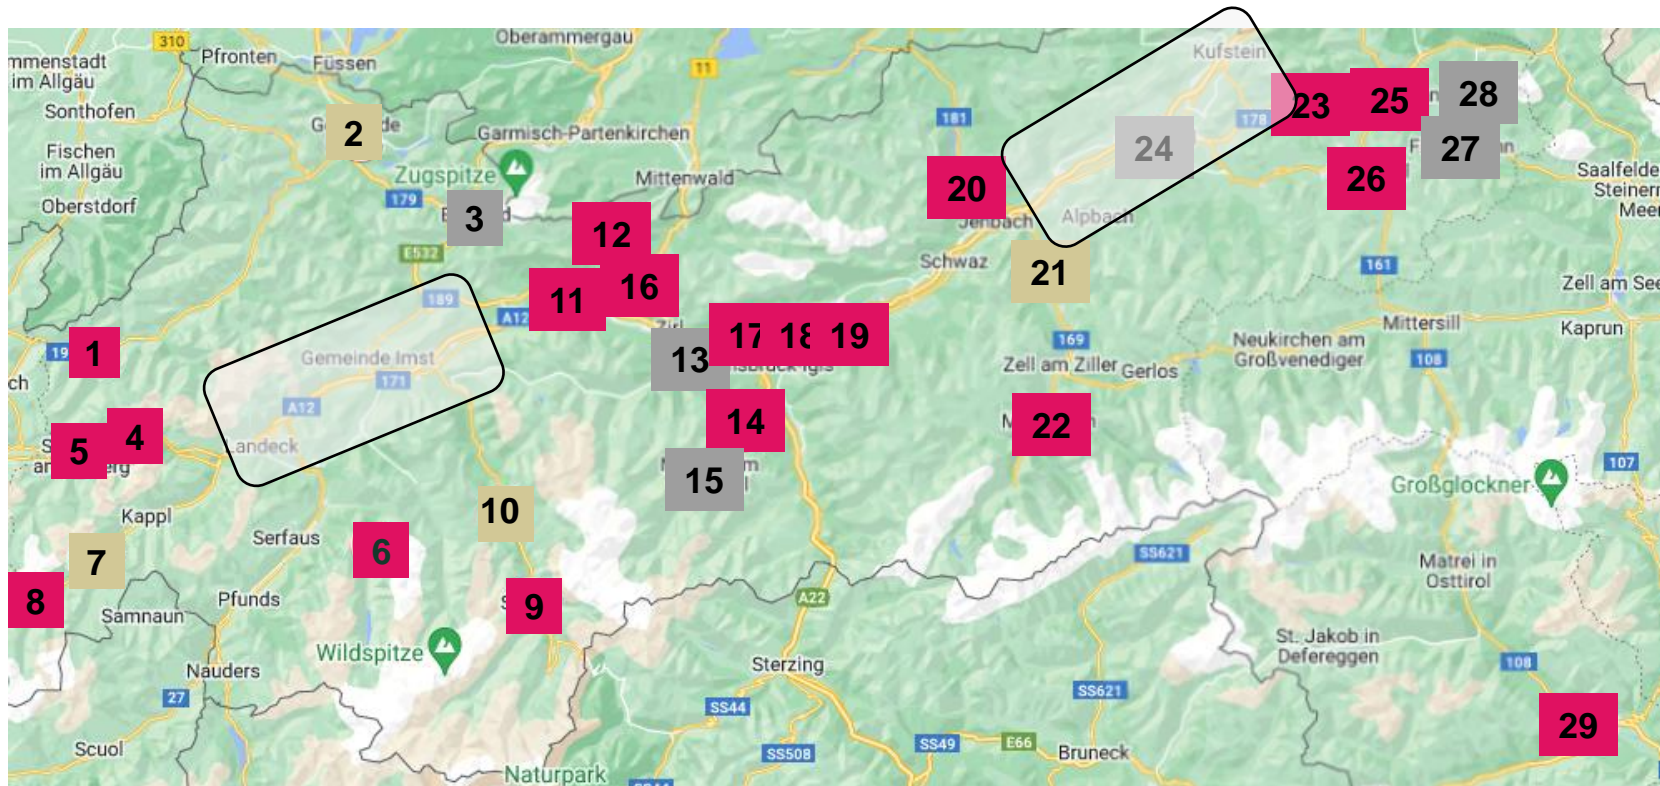 Oberammergau
310
Pfronten
Füssen
Kufstein
mmenstadt
im Allgäu
11
Sonthofen
181
178
23
25
28
2
Garmisch-Partenkirchen
24
27
Fischen
im Allgäu
Zugspitze
Mittenwald
20
26
Saalfelde
Steinern
Mee
179
Oberstdorf
3
12
Jenbach
Alpbach
E532
Schwaz
21
161
Zell am See
189
11
16
A12
17
18
19
Mittersill
Kaprun
1
19
Gemeinde Imst
13
169
Neukirchen am
Großvenediger
108
ch
171
Zell am Ziller
Gerlos
A12
14
22
4
5
Landeck
15
107
Großglockner
Kappl
10
Serfaus
6
SS621
7
Matrei in
Osttirol
8
Pfunds
9
A22
Samnaun
Wildspitze
St. Jakob in
Defereggen
Nauders
Sterzing
108
27
SS44
SS621
29
Scuol
SS508
SS49
E66
Bruneck
Naturpark